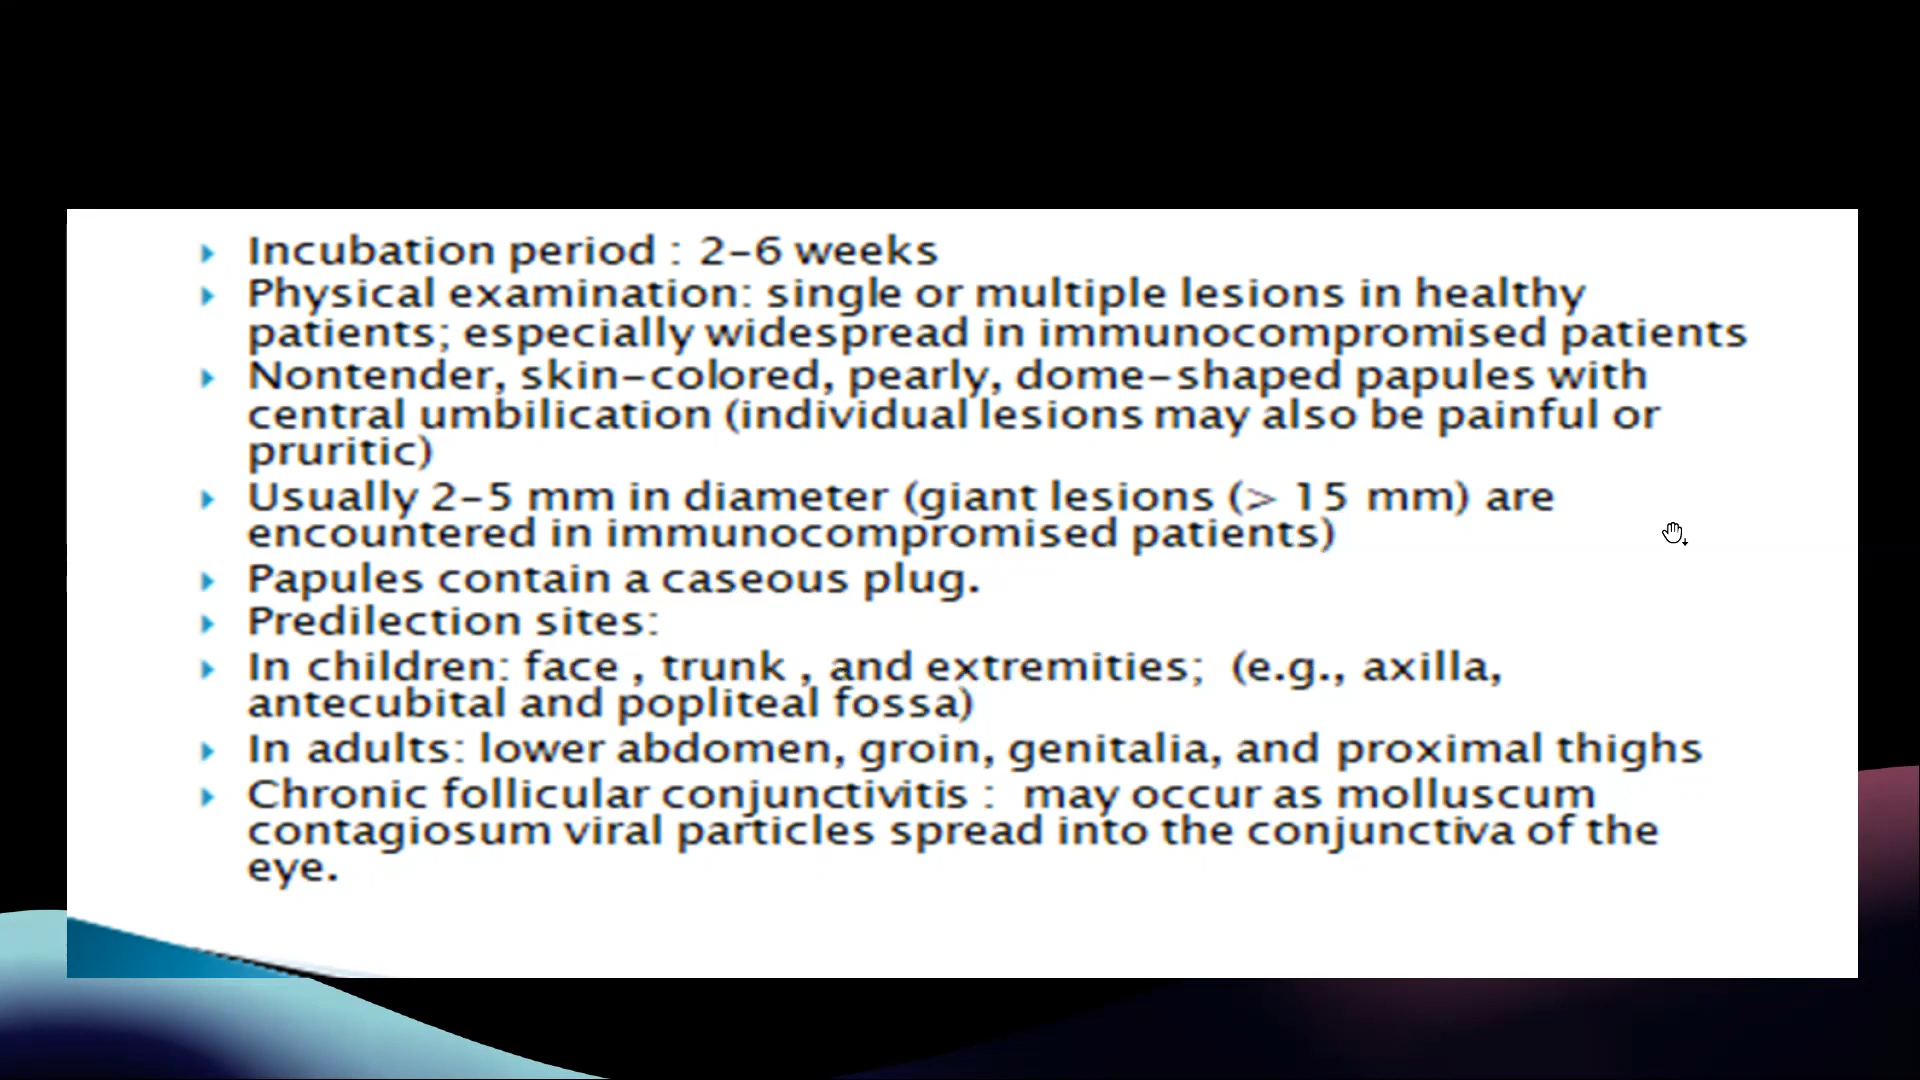 Incubation period : 2-6 weeks
Physical examination: single or multiple lesions in healthy
patients; especially widespread in immunocompromised patients
Nontender, skin-colored, pearly, dome-shaped papules with
central umbilication (individual lesions may also be painful or
pruritic)
Usually 2-5 mm in diameter (giant lesions (> 15 mm) are
encountered in immunocompromised patients)
Papules contain a caseous plug.
Predilection sites:
In children: face , trunk , and extremities; (e.g., axilla,
antecubital and popliteal fossa)
In adults: lower abdomen, groin, genitalia, and proximal thighs
Chronic follicular conjunctivitis : may occur as molluscum
contagiosum viral particles spread into the conjunctiva of the
eye.